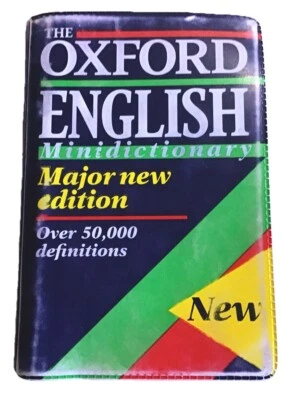 THE
OXFORD
ENGLISH
Minidictionary
Major new
edition
Over 50,000
definitions
New